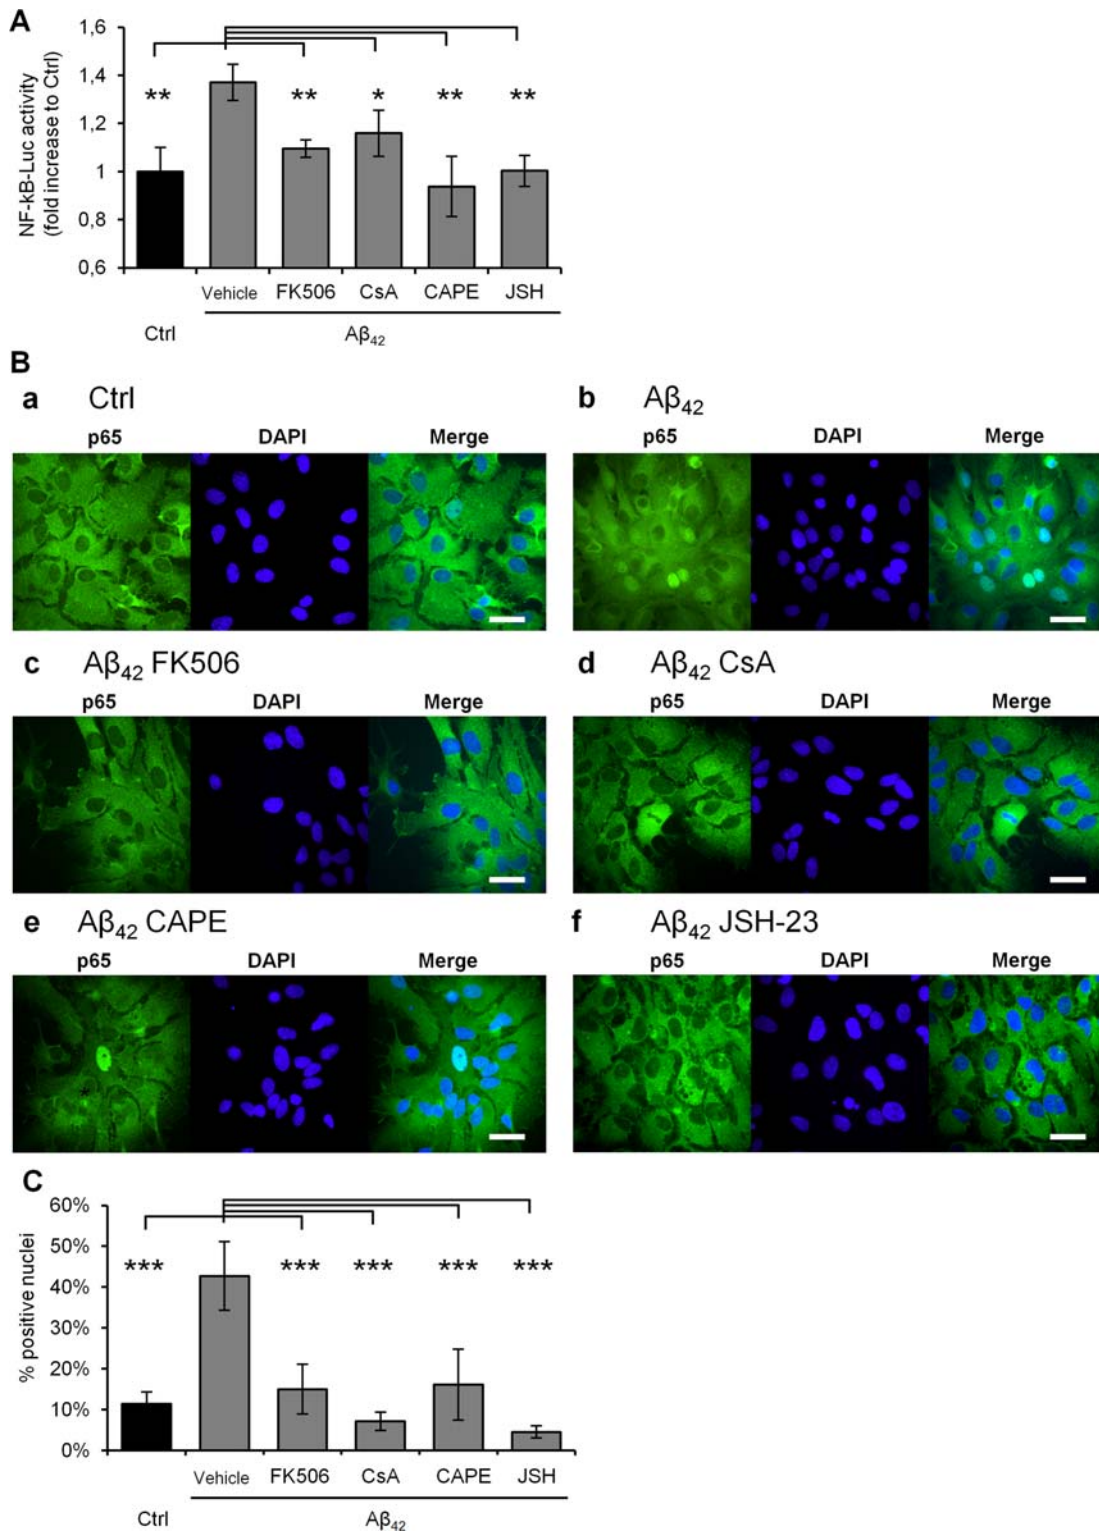 A
NF-kB-Luc activity
(fold increase to Ctrl)
1,6
1,4
1,2
1
0,8
0,6
** ** * ** **
Vehicle FK506 CsA CAPE JSH
Ctrl Aβ42
B
a Ctrl
p65 DAPI Merge
b Aβ42
p65 DAPI Merge
c Aβ42 FK506
p65 DAPI Merge
d Aβ42 CsA
p65 DAPI Merge
e Aβ42 CAPE
p65 DAPI Merge
*
f Aβ42 JSH-23
p65 DAPI Merge
C
% positive nuclei
60%
50%
40%
30%
20%
10%
0%
*** *** *** *** ***
Vehicle FK506 CsA CAPE JSH
Ctrl Aβ42